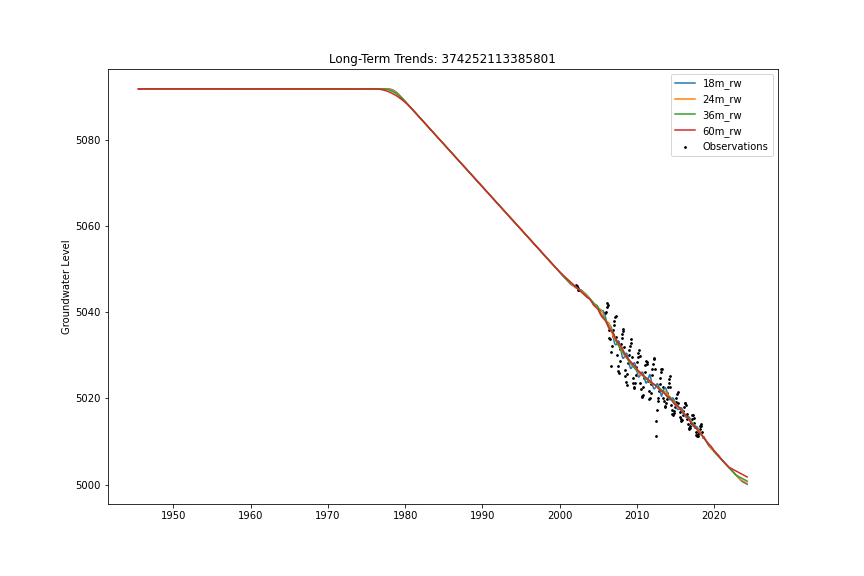 Long-Term Trends: 374252113385801
18m_rw
24m_rw
36m_rw
60m_rw
Observations
Groundwater Level
5080
5060
5040
5020
5000
1950 1960 1970 1980 1990 2000 2010 2020